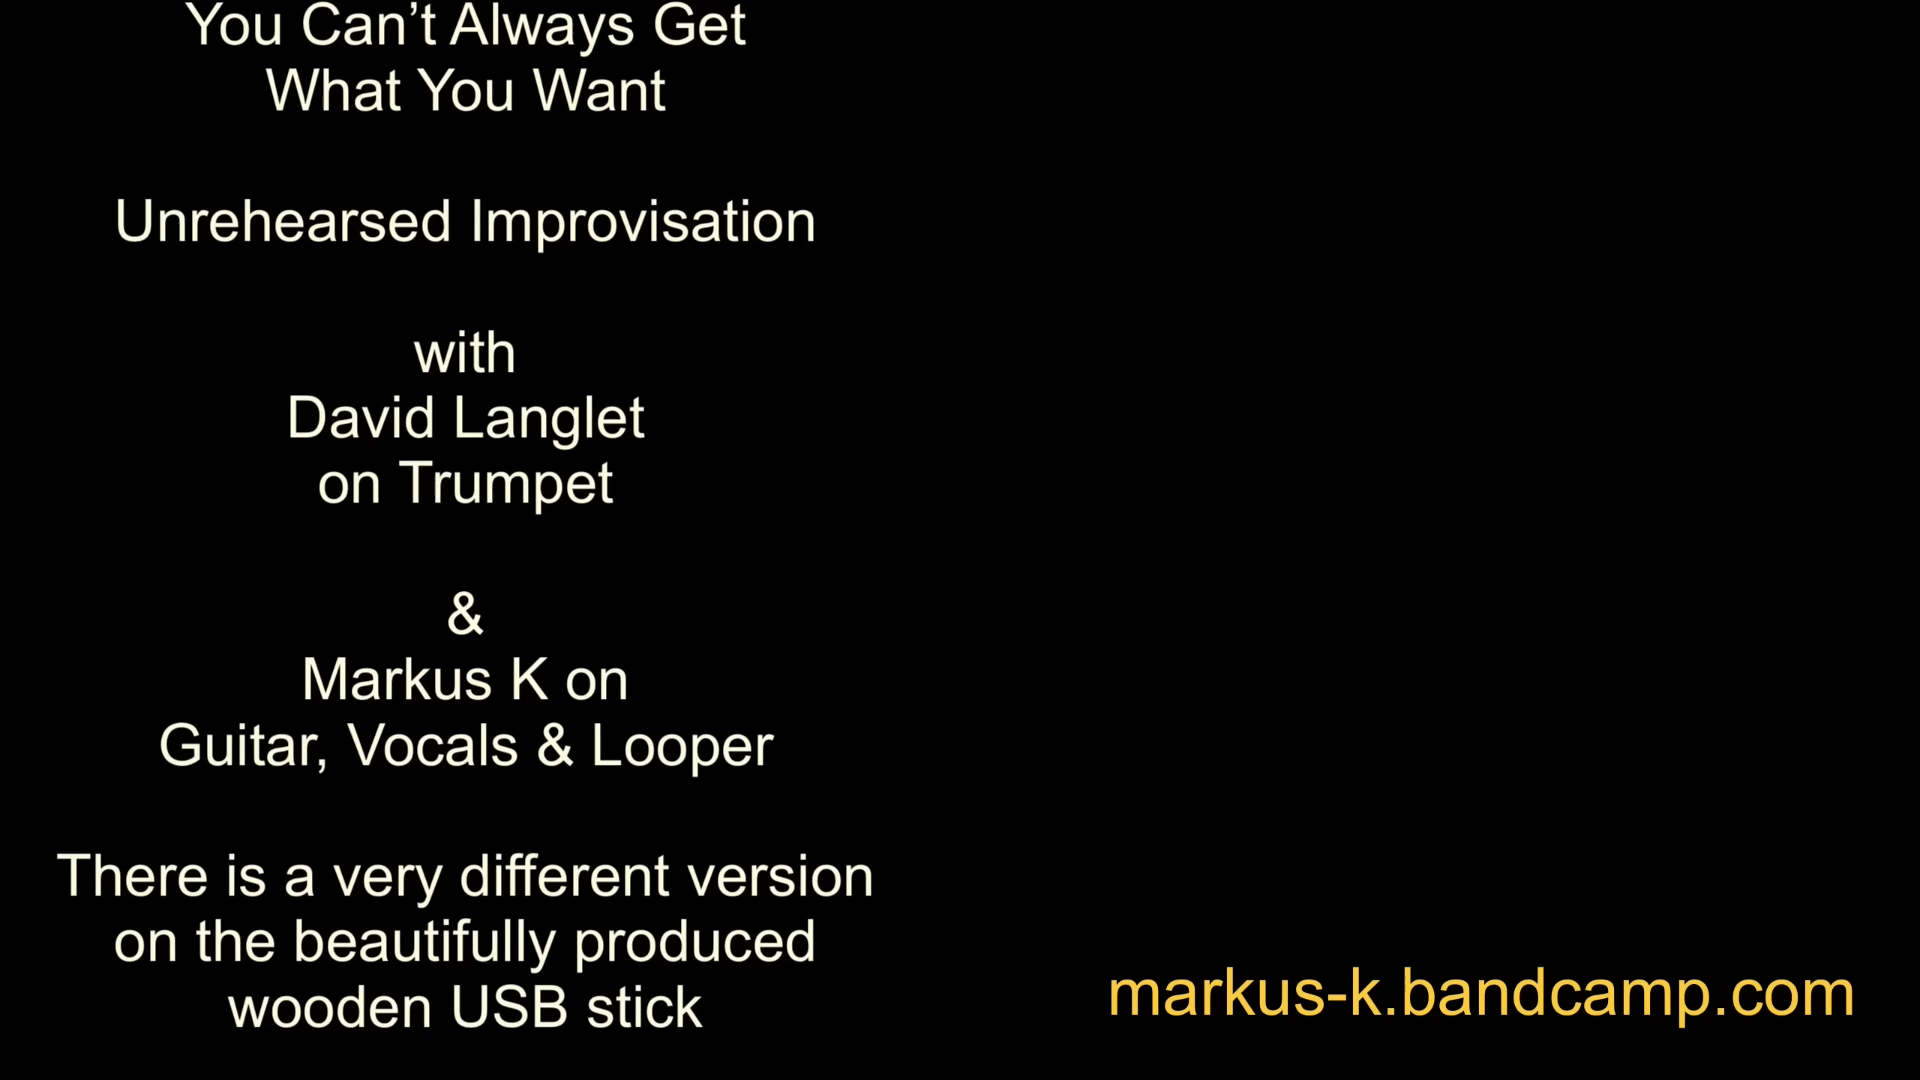 You Can’t Always Get
What You Want
Unrehearsed Improvisation
with
David Langlet
on Trumpet
&
Markus K on
Guitar, Vocals & Looper
There is a very different version
on the beautifully produced
wooden USB stick
markus-k.bandcamp.com